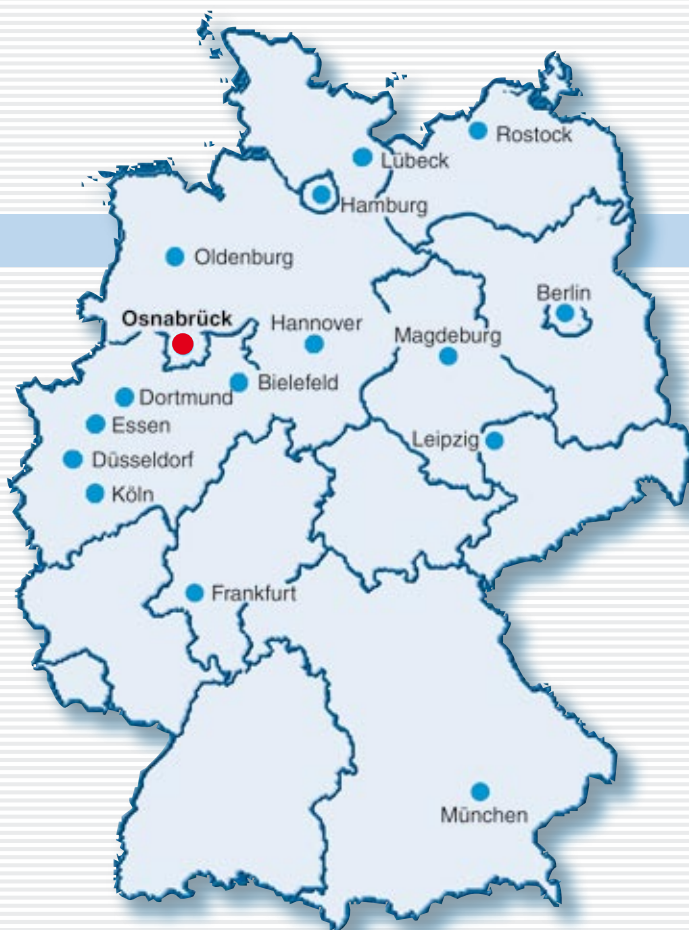 Rostock
Lübeck
Hamburg
Oldenburg
Berlin
Osnabrück
Hannover
Magdeburg
Bielefeld
Dortmund
Essen
Leipzig
Düsseldorf
Köln
Frankfurt
München